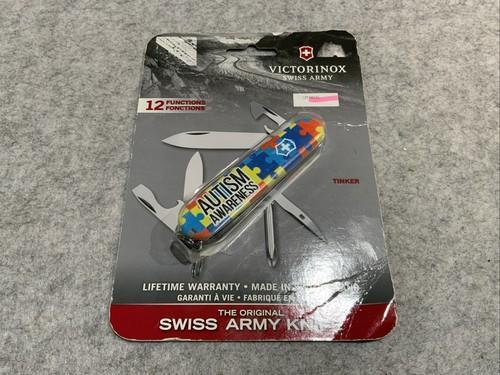 VICTORINOX
SWISS ARMY
12 FUNCTIONS
FONCTIONS
AUTISM
AWARENESS
TINKER
LIFETIME WARRANTY • MADE IN
GARANTI À VIE • FABRIQUÉ EN
THE ORIGINAL
SWISS ARMY